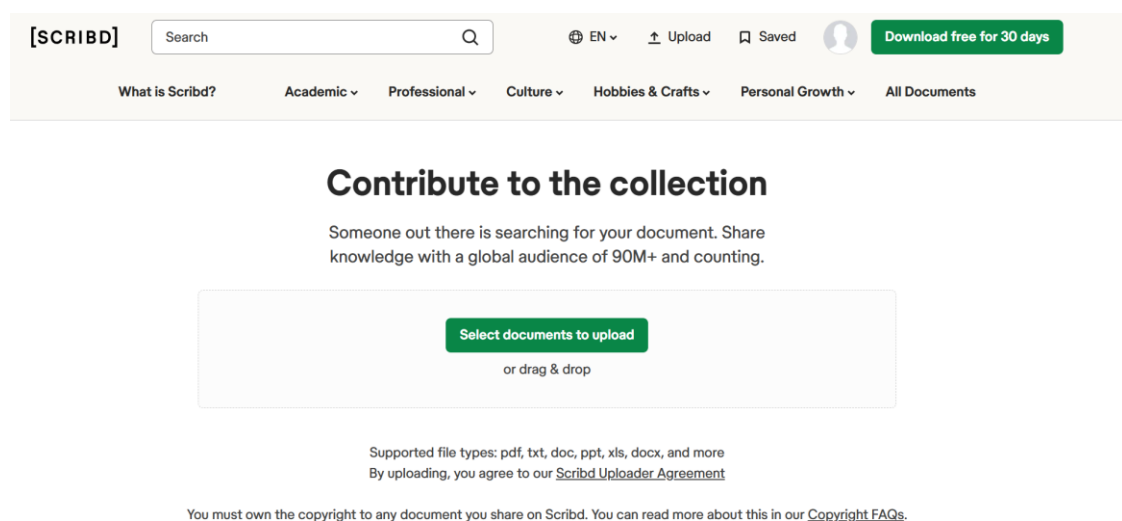 [SCRIBD] Search EN Upload Saved Download free for 30 days
What is Scribd? Academic Professional Culture Hobbies & Crafts Personal Growth All Documents
Contribute to the collection
Someone out there is searching for your document. Share
knowledge with a global audience of 90M+ and counting.
Select documents to upload
or drag & drop
Supported file types: pdf, txt, doc, ppt, xls, docx, and more
By uploading, you agree to our Scribd Uploader Agreement
You must own the copyright to any document you share on Scribd. You can read more about this in our Copyright FAQs.